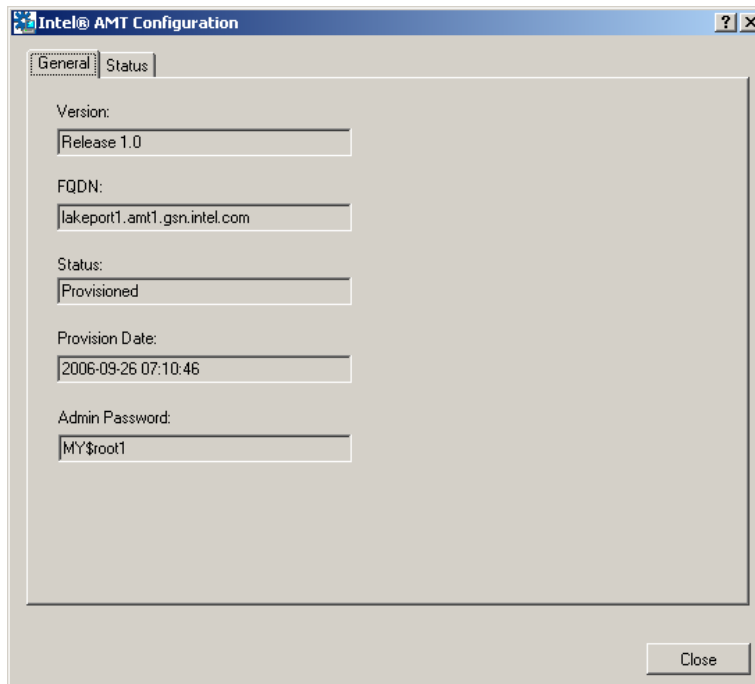 Intel® AMT Configuration
General Status
Version:
Release 1.0
FQDN:
lakeport1.amt1.gsn.intel.com
Status:
Provisioned
Provision Date:
2006-09-26 07:10:46
Admin Password:
MY$root1
Close